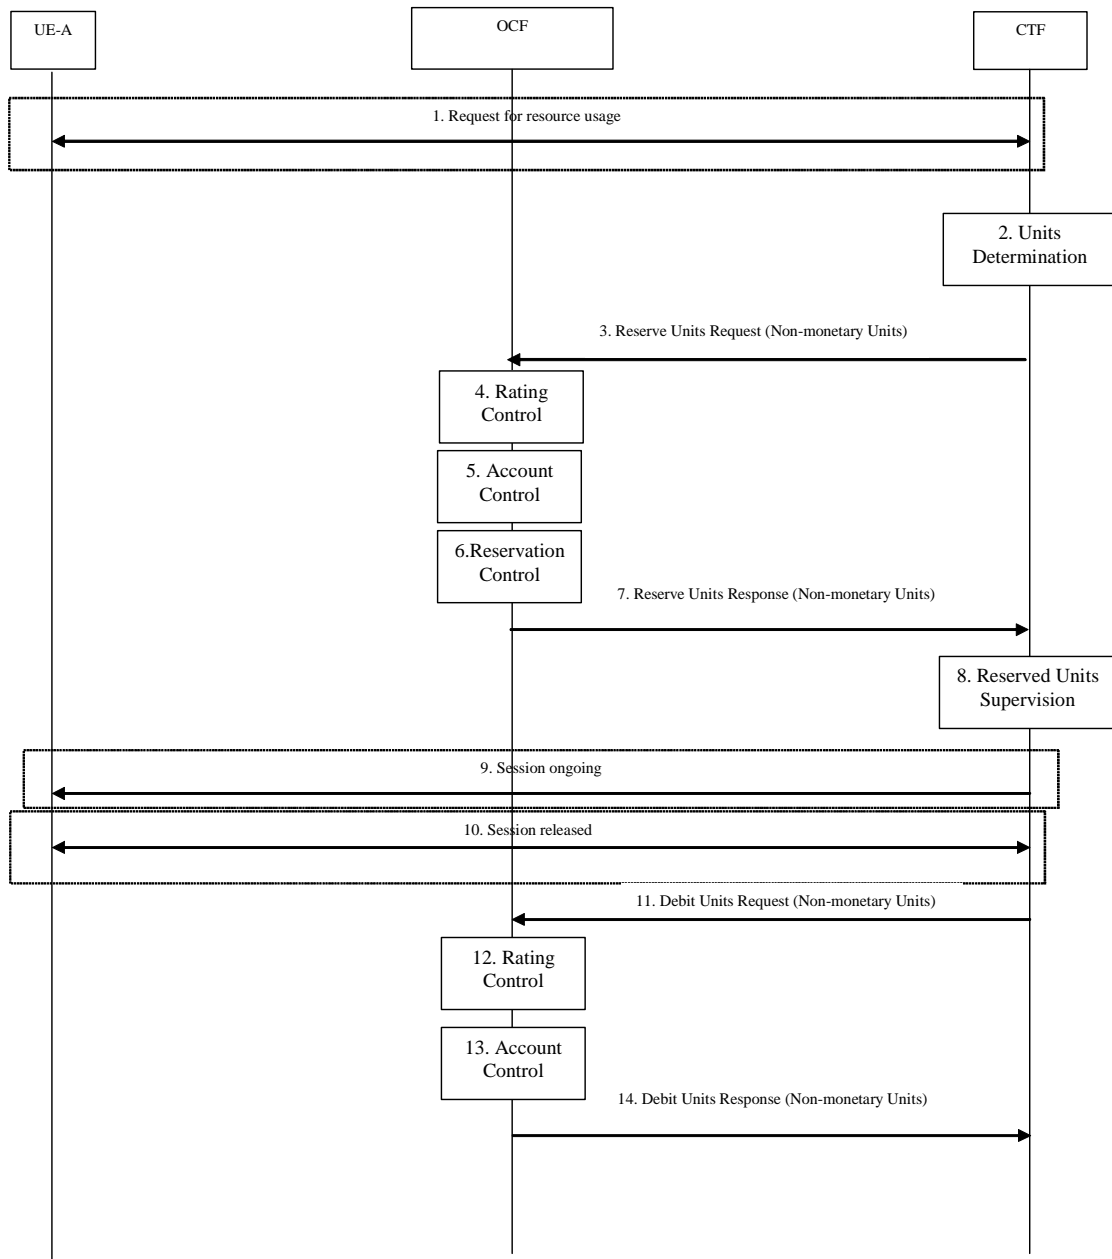 UE-A
OCF
CTF
1. Request for resource usage
2. Units
Determination
3. Reserve Units Request (Non-monetary Units)
4. Rating
Control
5. Account
Control
6.Reservation
Control
7. Reserve Units Response (Non-monetary Units)
8. Reserved Units
Supervision
9. Session ongoing
10. Session released
11. Debit Units Request (Non-monetary Units)
12. Rating
Control
13. Account
Control
14. Debit Units Response (Non-monetary Units)